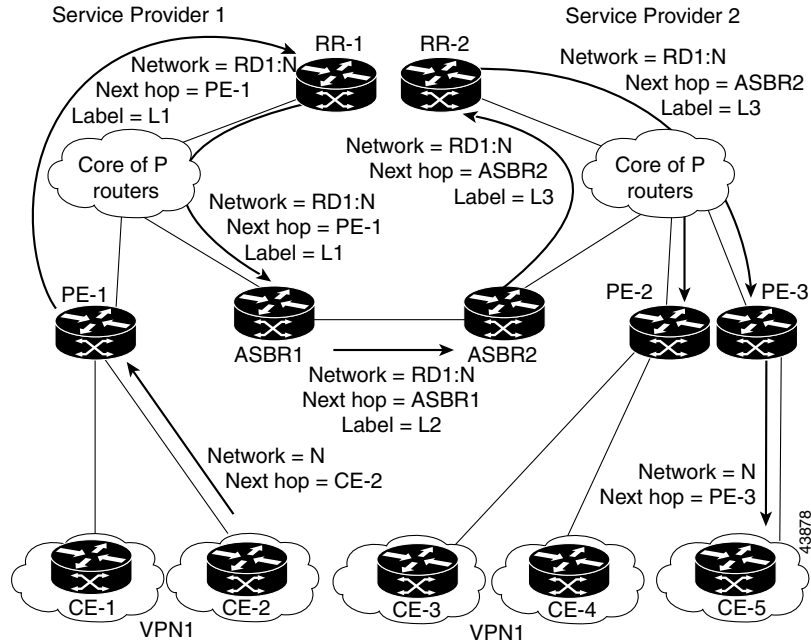 Service Provider 1
Service Provider 2
RR-1
RR-2
Network = RD1:N
Next hop = PE-1
Label = L1
Network = RD1:N
Next hop = ASBR2
Label = L3
Core of P
routers
Network = RD1:N
Next hop = ASBR2
Label = L3
Core of P
routers
Network = RD1:N
Next hop = PE-1
Label = L1
PE-1
PE-2
PE-3
ASBR1
ASBR2
Network = RD1:N
Next hop = ASBR1
Label = L2
Network = N
Next hop = CE-2
Network = N
Next hop = PE-3
CE-1
CE-2
CE-3
CE-4
CE-5
VPN1
VPN1
43878